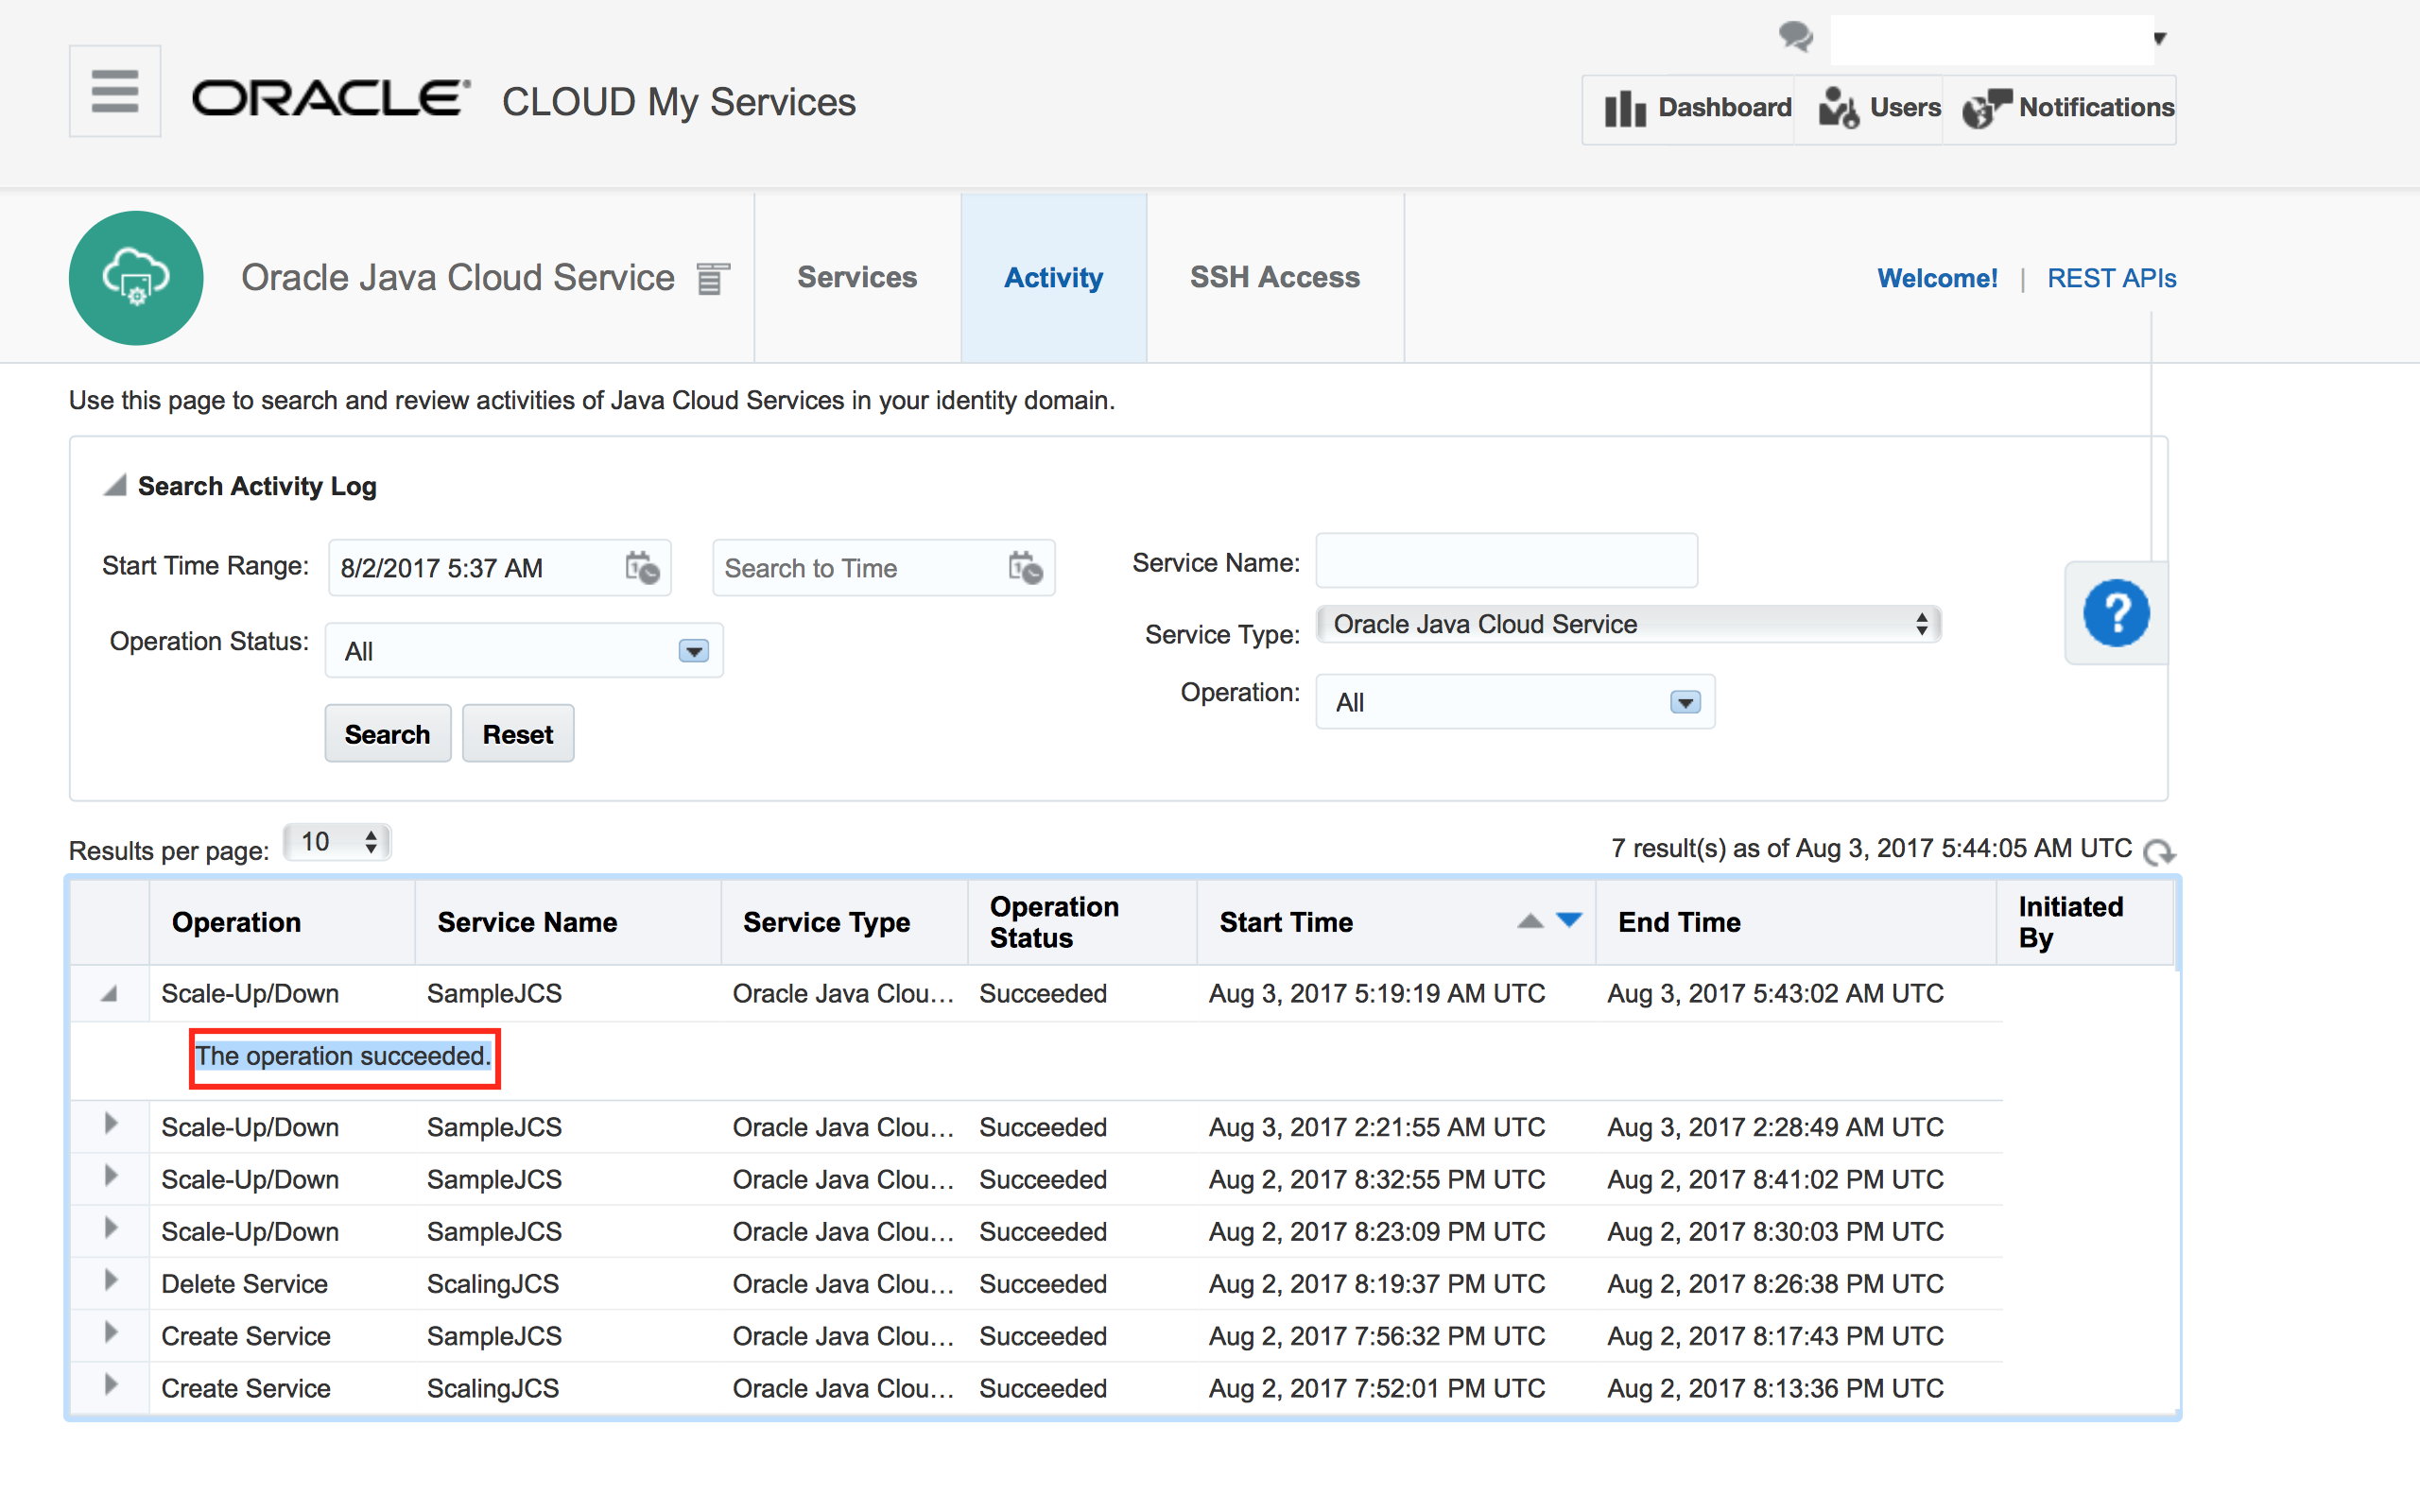 ORACLE® CLOUD My Services
Dashboard Users Notifications
Oracle Java Cloud Service Services Activity SSH Access Welcome! | REST APIs
Use this page to search and review activities of Java Cloud Services in your identity domain.
Search Activity Log
Start Time Range: 8/2/2017 5:37 AM Search to Time Service Name:
Operation Status: All Service Type: Oracle Java Cloud Service
Operation: All
Search Reset
Results per page: 10 7 result(s) as of Aug 3, 2017 5:44:05 AM UTC
Operation Service Name Service Type Operation Status Start Time End Time Initiated By
Scale-Up/Down SampleJCS Oracle Java Clou... Succeeded Aug 3, 2017 5:19:19 AM UTC Aug 3, 2017 5:43:02 AM UTC
The operation succeeded.
Scale-Up/Down SampleJCS Oracle Java Clou... Succeeded Aug 3, 2017 2:21:55 AM UTC Aug 3, 2017 2:28:49 AM UTC
Scale-Up/Down SampleJCS Oracle Java Clou... Succeeded Aug 2, 2017 8:32:55 PM UTC Aug 2, 2017 8:41:02 PM UTC
Scale-Up/Down SampleJCS Oracle Java Clou... Succeeded Aug 2, 2017 8:23:09 PM UTC Aug 2, 2017 8:30:03 PM UTC
Delete Service ScalingJCS Oracle Java Clou... Succeeded Aug 2, 2017 8:19:37 PM UTC Aug 2, 2017 8:26:38 PM UTC
Create Service SampleJCS Oracle Java Clou... Succeeded Aug 2, 2017 7:56:32 PM UTC Aug 2, 2017 8:17:43 PM UTC
Create Service ScalingJCS Oracle Java Clou... Succeeded Aug 2, 2017 7:52:01 PM UTC Aug 2, 2017 8:13:36 PM UTC